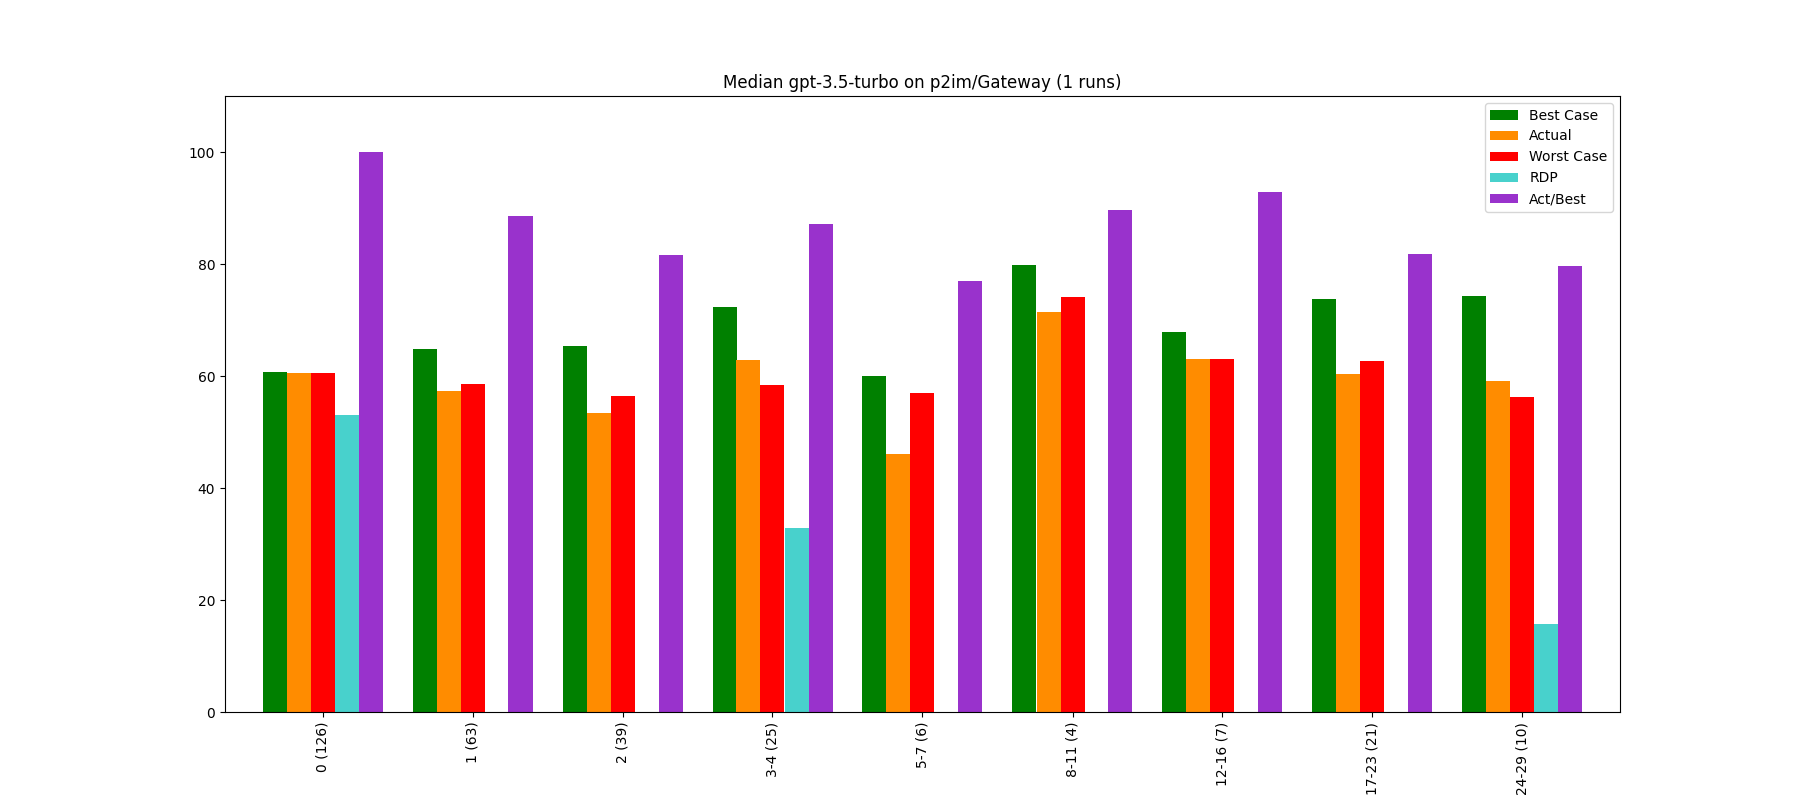 Median gpt-3.5-turbo on p2im/Gateway (1 runs)
Best Case
Actual
Worst Case
RDP
Act/Best
100
80
60
40
20
0
0 (126)
1 (63)
2 (39)
3-4 (25)
5-7 (6)
8-11 (4)
12-16 (7)
17-23 (21)
24-29 (10)